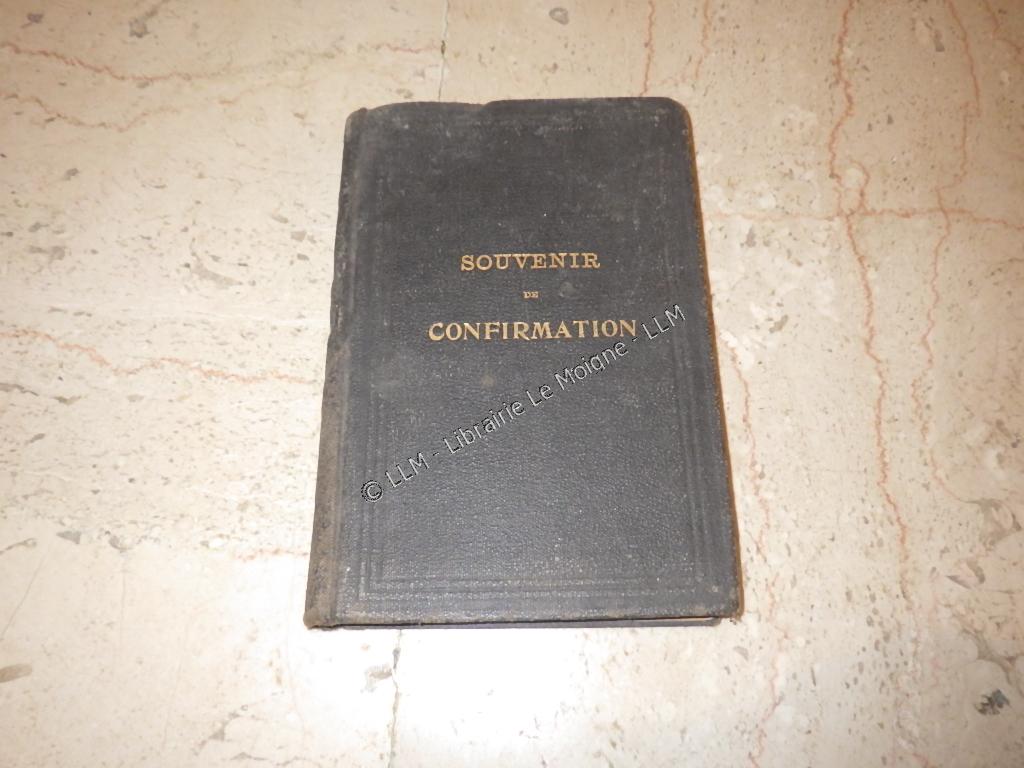 SOUVENIR
DE
CONFIRMATION
© LLM - Librairie Le Moigne - LLM